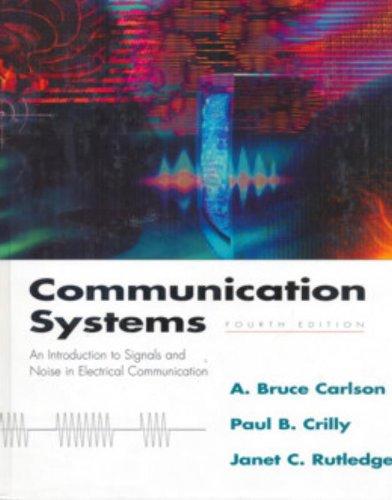 Communication
Systems FOURTH EDITION
An Introduction to Signals and
Noise in Electrical Communication
A. Bruce Carlson
Paul B. Crilly
Janet C. Rutledge